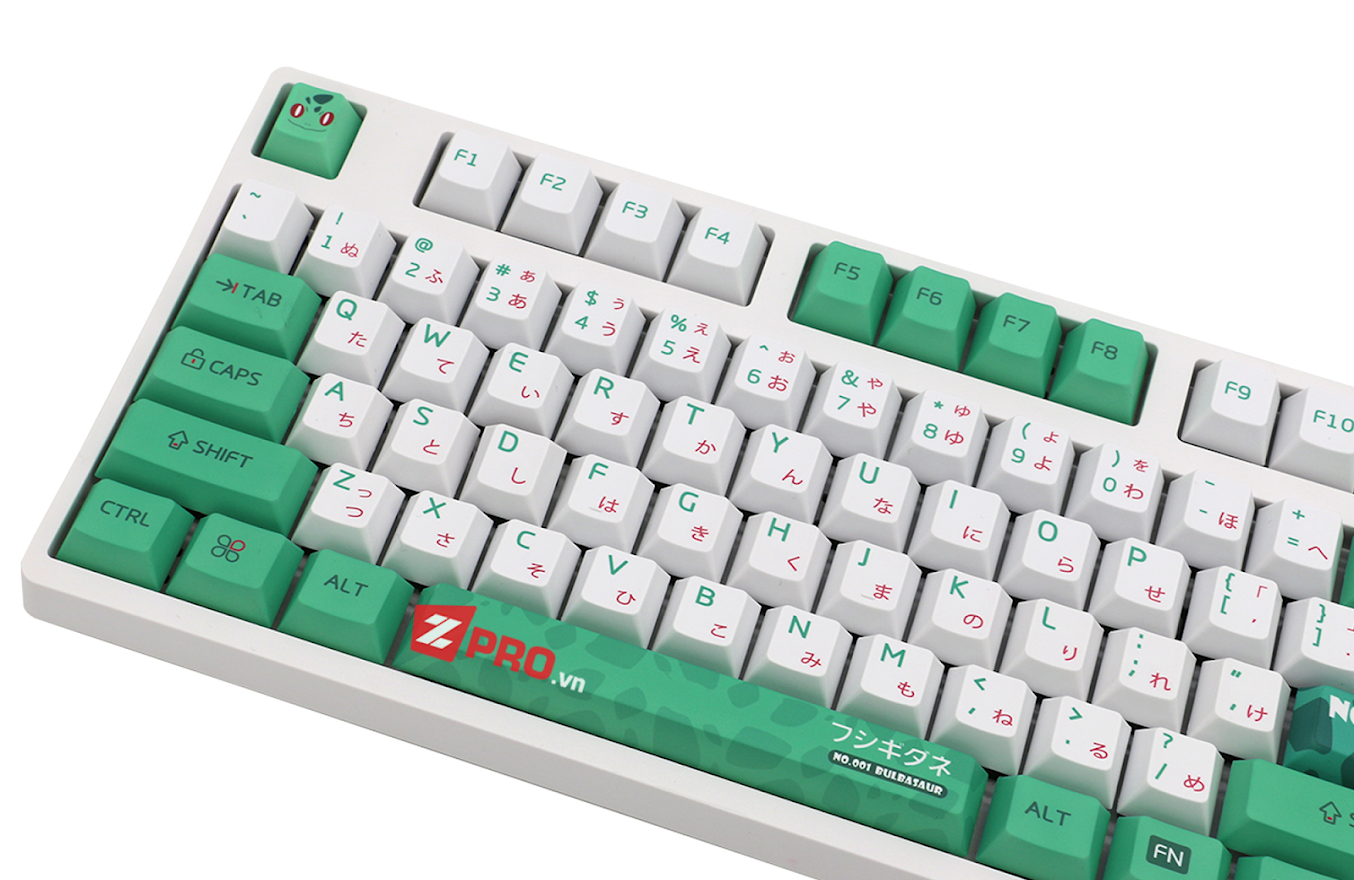 F1 F2 F3 F4 F5 F6 F7 F8 F9 F10
~ `
! 1 ぬ
@ 2 ふ
# ぁ 3 あ
$ ぅ 4 う
% ぇ 5 え
^ ぉ 6 お
& ゃ 7 や
* ゅ 8 ゆ
( ょ 9 よ
) を 0 わ
- - ほ
+ = へ
TAB
Q た
W て
E い
R す
T か
Y ん
U な
I に
O ら
P せ
{ [ 「
} ]
CAPS
A ち
S と
D し
F は
G き
H く
J ま
K の
L り
: ; れ
" , け
SHIFT
Z っ つ
X さ
C そ
V ひ
B こ
N み
M も
< , ね
> . る
? / め
CTRL
ALT
ZPRO.vn
フシギダネ
NO.001 BULBASAUR
ALT
FN